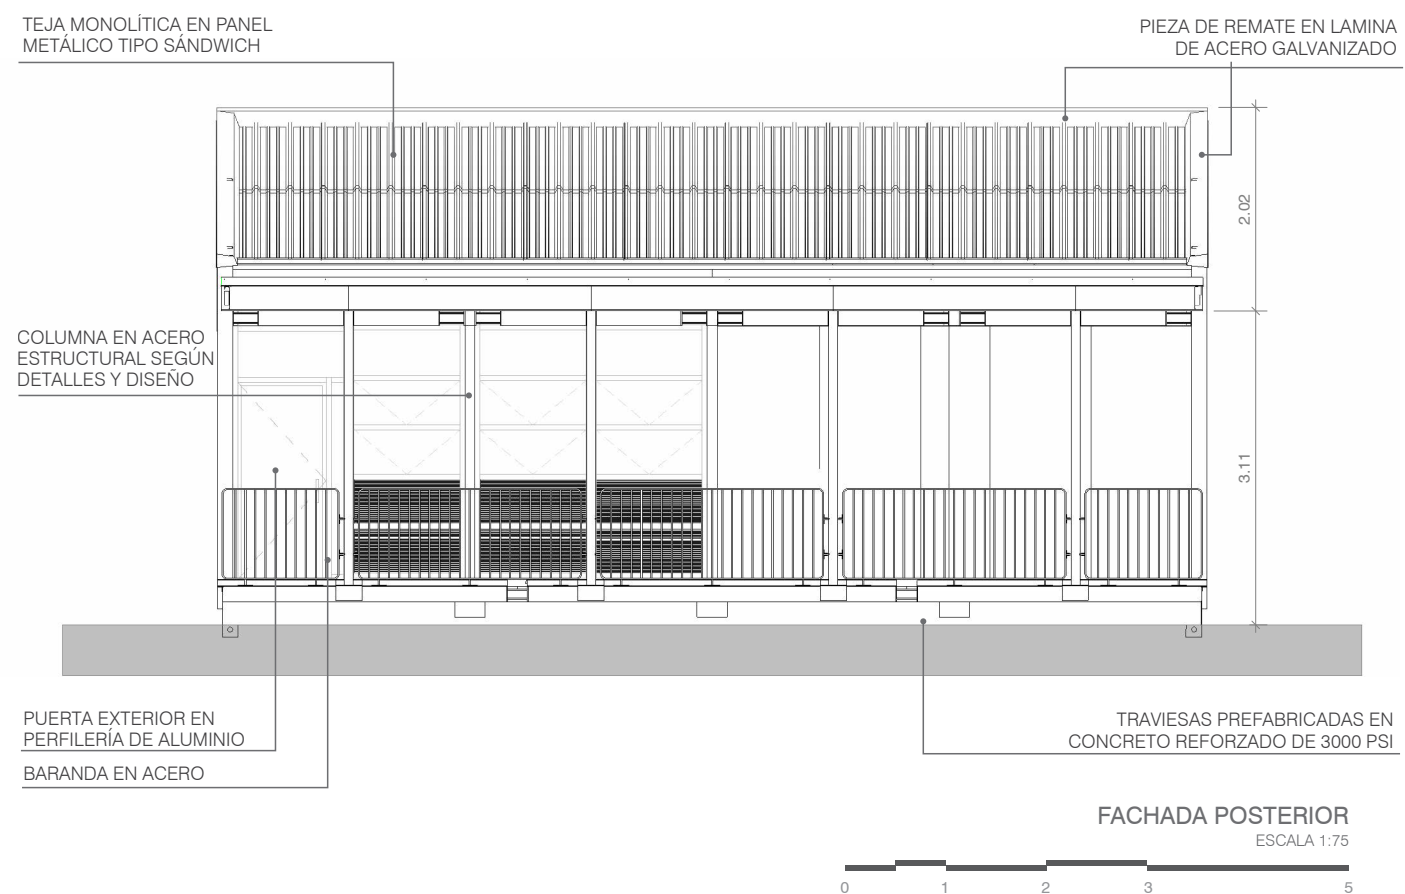 TEJA MONOLÍTICA EN PANEL
METÁLICO TIPO SÁNDWICH
PIEZA DE REMATE EN LAMINA
DE ACERO GALVANIZADO
2.02
COLUMNA EN ACERO
ESTRUCTURAL SEGÚN
DETALLES Y DISEÑO
3.11
PUERTA EXTERIOR EN
PERFILERÍA DE ALUMINIO
BARANDA EN ACERO
TRAVIESAS PREFABRICADAS EN
CONCRETO REFORZADO DE 3000 PSI
FACHADA POSTERIOR
ESCALA 1:75
0 1 2 3 5